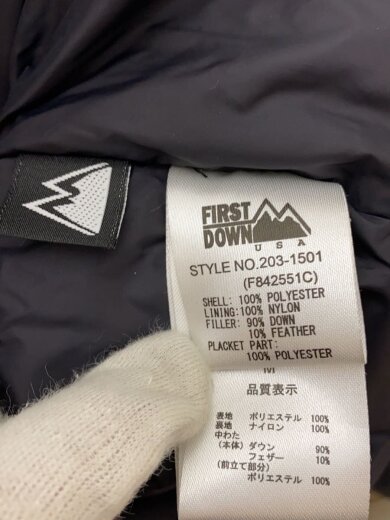 FIRST
DOWN
USA
STYLE NO.203-1501
(F842551C)
SHELL: 100% POLYESTER
LINING: 100% NYLON
FILLER: 90% DOWN
10% FEATHER
PLACKET PART:
100% POLYESTER
M
品質表示
表地 ポリエステル 100%
裏地 ナイロン 100%
中わた
(本体) ダウン 90%
フェザー 10%
(前立て部分)
ポリエステル 100%